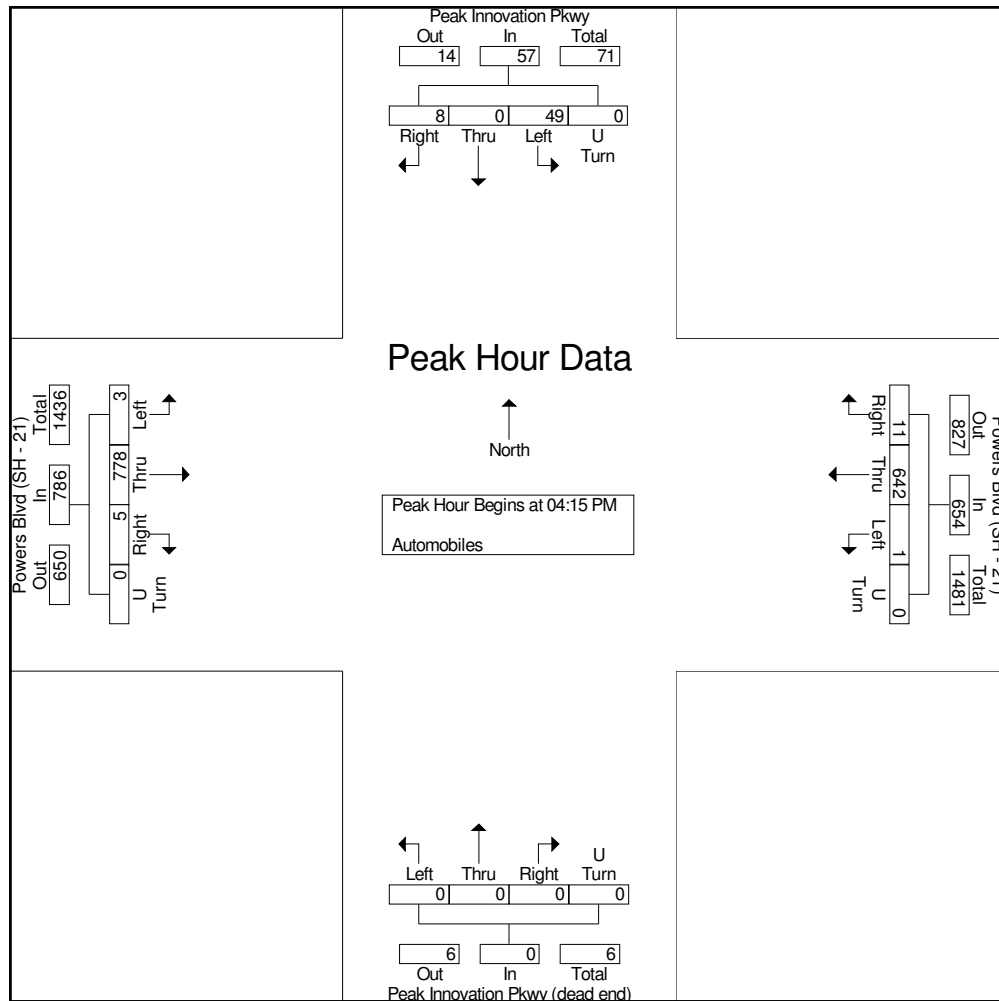 Peak Innovation Pkwy
Out In Total
14 57 71
8 0 49 0
Right Thru Left U
Turn
Peak Hour Data
North
Peak Hour Begins at 04:15 PM
Automobiles
Powers Blvd (SH - 21)
Total In Out
1436 786 650
3 778 5 0
Left Thru Right U
Turn
Powers Blvd (SH - 21)
Out In Total
827 654 1481
11 642 1 0
Right Thru Left U
Turn
U
Left Thru Right Turn
0 0 0 0
6 0 6
Out In Total
Peak Innovation Pkwy (dead end)